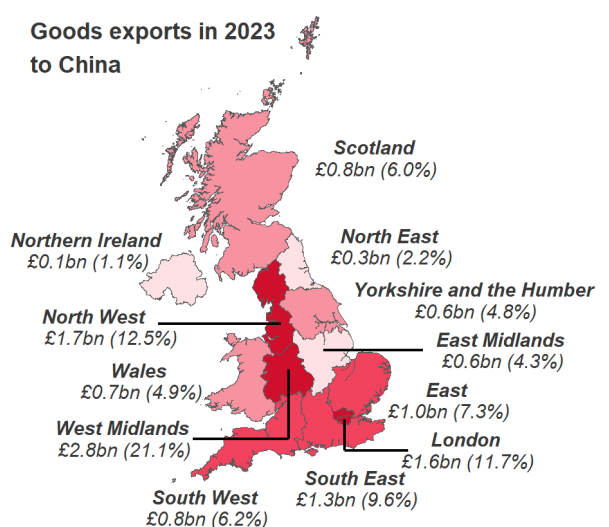 Goods exports in 2023
to China
Scotland
£0.8bn (6.0%)
Northern Ireland
£0.1bn (1.1%)
North East
£0.3bn (2.2%)
Yorkshire and the Humber
£0.6bn (4.8%)
North West
£1.7bn (12.5%)
East Midlands
£0.6bn (4.3%)
Wales
£0.7bn (4.9%)
East
£1.0bn (7.3%)
West Midlands
£2.8bn (21.1%)
London
£1.6bn (11.7%)
South East
£1.3bn (9.6%)
South West
£0.8bn (6.2%)